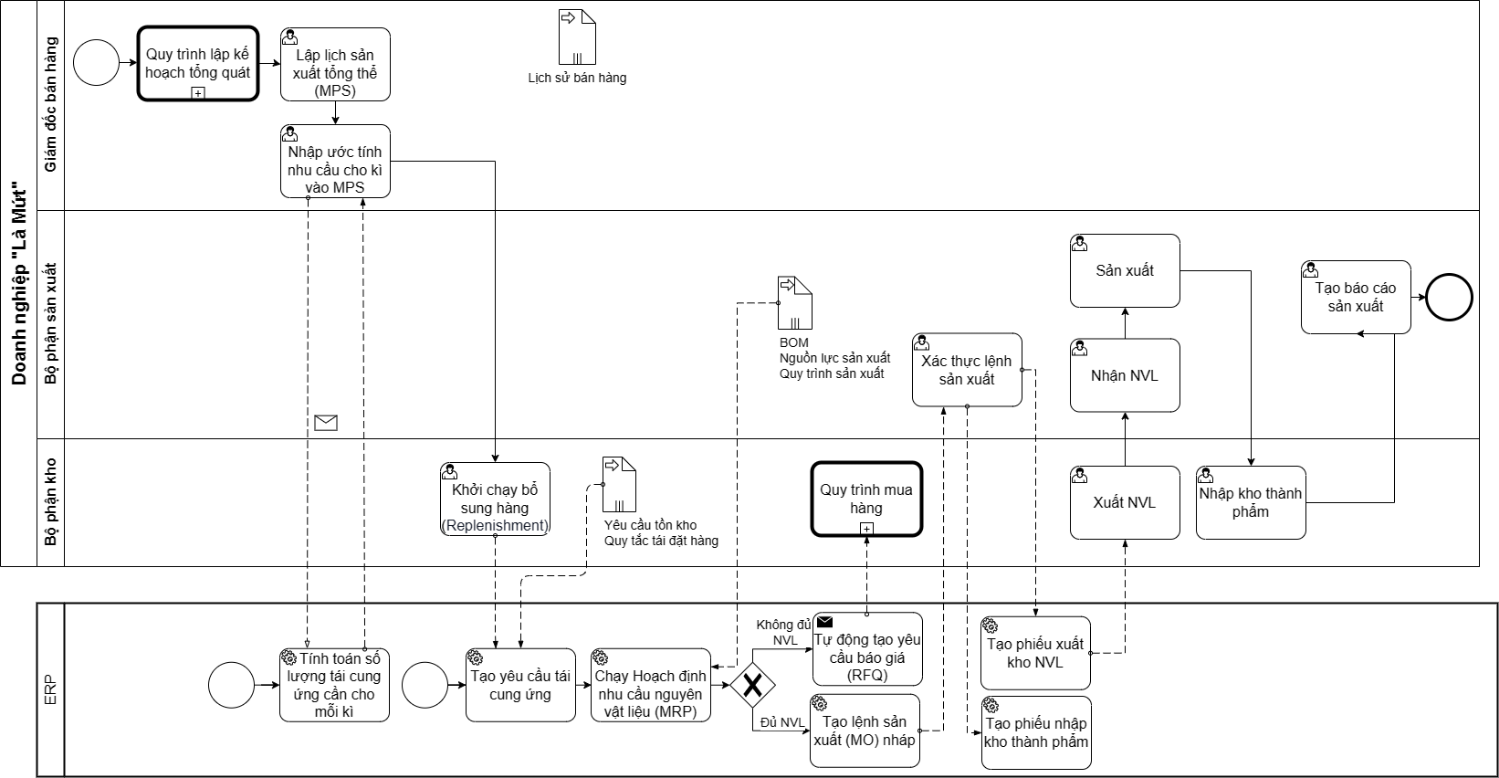 Doanh nghiệp "Là Mứt"
Giám đốc bán hàng
Quy trình lập kế
hoạch tổng quát
Lập lịch sản
xuất tổng thể
(MPS)
Lịch sử bán hàng
Nhập ước tính
nhu cầu cho kì
vào MPS
Bộ phận sản xuất
BOM
Nguồn lực sản xuất
Quy trình sản xuất
Xác thực lệnh
sản xuất
Sản xuất
Nhận NVL
Tạo báo cáo
sản xuất
Bộ phận kho
Khởi chạy bổ
sung hàng
(Replenishment)
Yêu cầu tồn kho
Quy tắc tái đặt hàng
Quy trình mua
hàng
Xuất NVL
Nhập kho thành
phẩm
ERP
Tính toán số
lượng tái cung
ứng cần cho
mỗi kì
Tạo yêu cầu tái
cung ứng
Chạy Hoạch định
nhu cầu nguyên
vật liệu (MRP)
Không đủ
NVL
Đủ NVL
Tự động tạo yêu
cầu báo giá
(RFQ)
Tạo lệnh sản
xuất (MO) nháp
Tạo phiếu xuất
kho NVL
Tạo phiếu nhập
kho thành phẩm